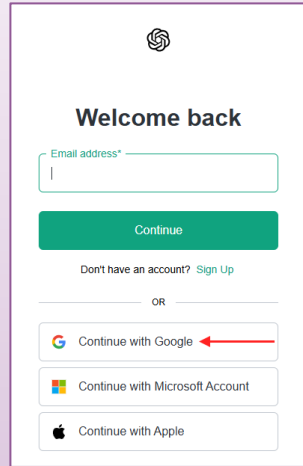 Welcome back
Email address*
Continue
Don't have an account? Sign Up
OR
Continue with Google
Continue with Microsoft Account
Continue with Apple